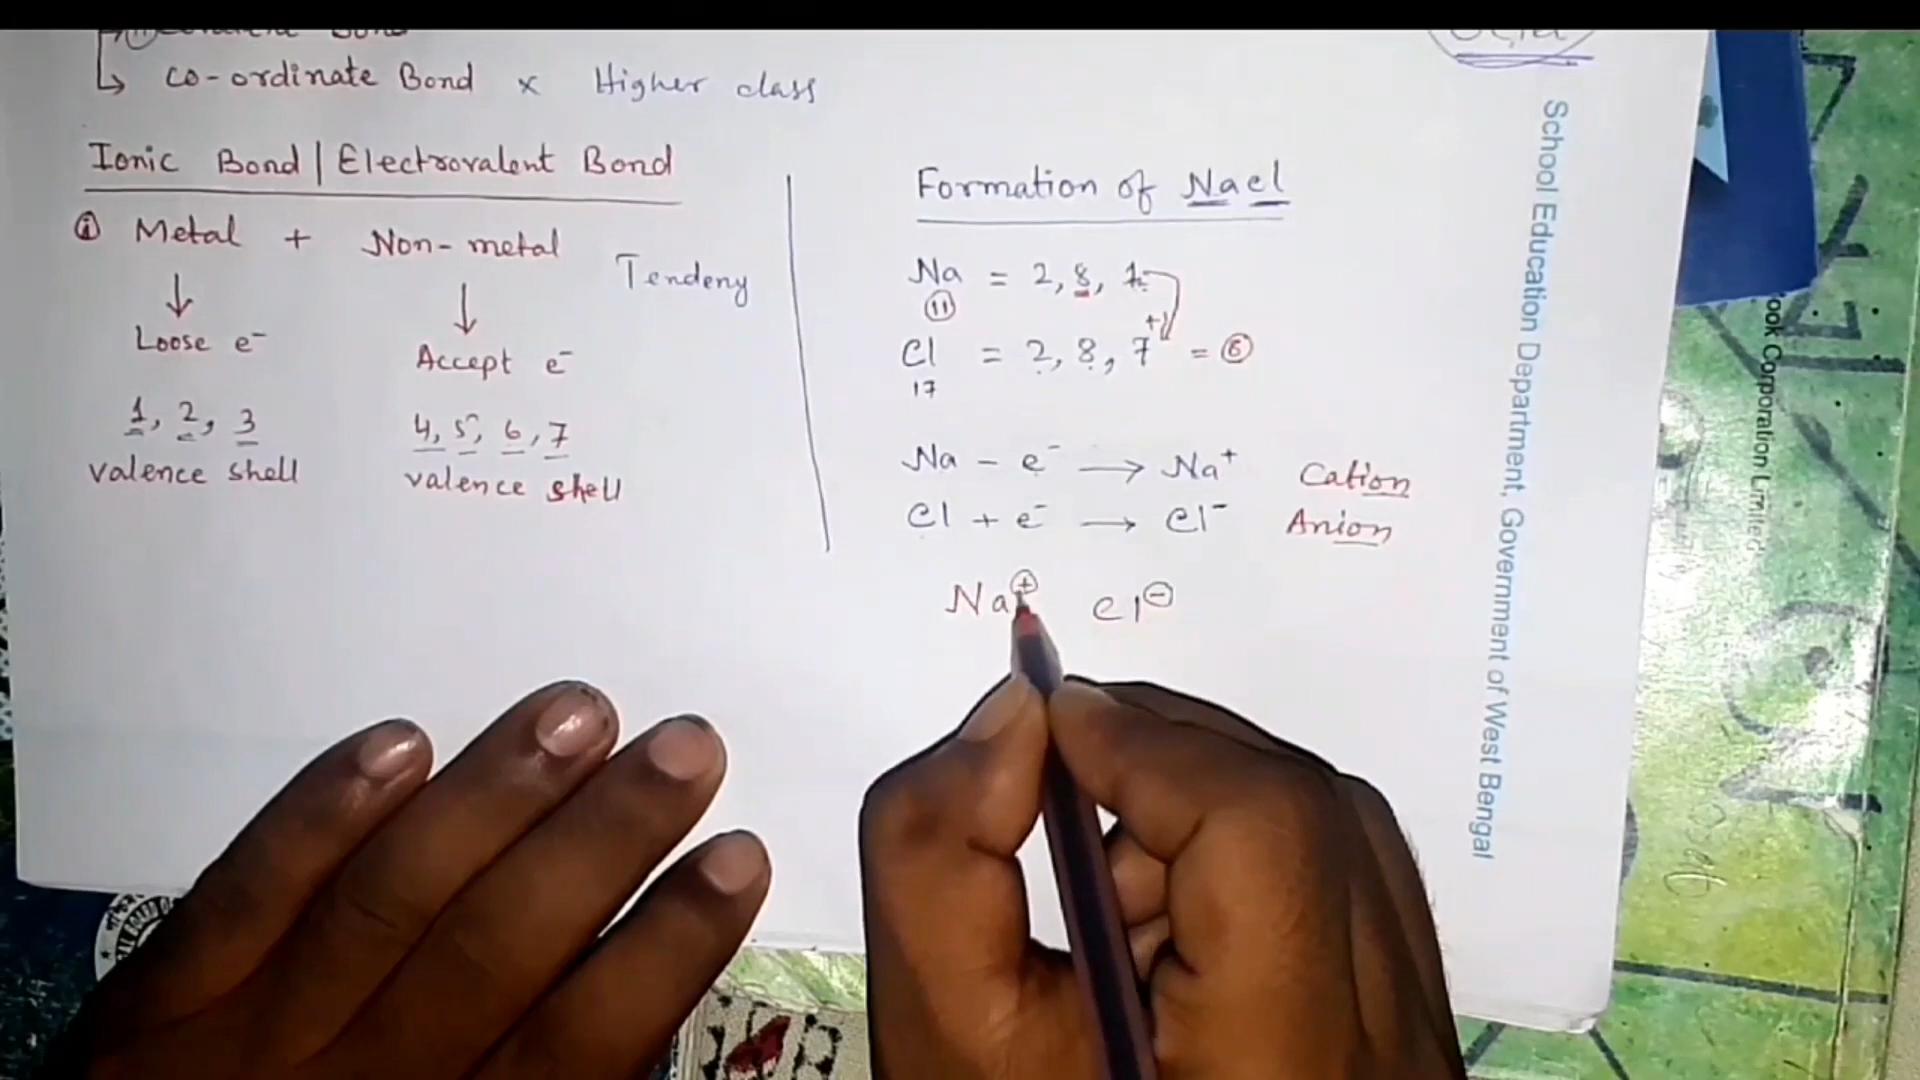 co-ordinate Bond × Higher class
Ionic Bond | Electrovalent Bond
i Metal + Non-metal
Tendeny
Loose e⁻
Accept e⁻
1, 2, 3
valence shell
4, 5, 6, 7
valence shell
Formation of Nacl
Na = 2, 8, 1
11
+1
Cl = 2, 8, 7 = 8
17
Na - e⁻ → Na⁺ Cation
Cl + e⁻ → Cl⁻ Anion
Na⊕ Cl⊖
School Education Department, Government of West Bengal
ook Corporation Limited